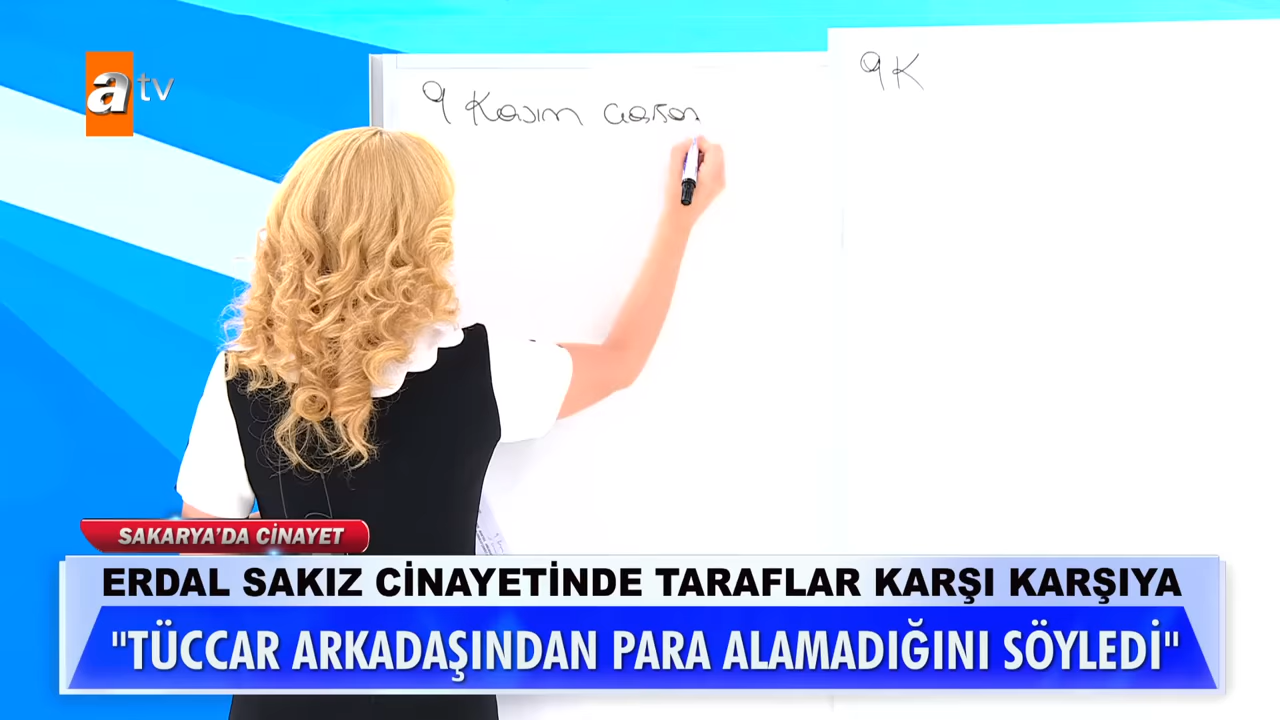 atv
9 Kasım
9 K
SAKARYA'DA CİNAYET
ERDAL SAKIZ CİNAYETİNDE TARAFLAR KARŞI KARŞIYA
"TÜCCAR ARKADAŞINDAN PARA ALAMADIĞINI SÖYLEDİ"